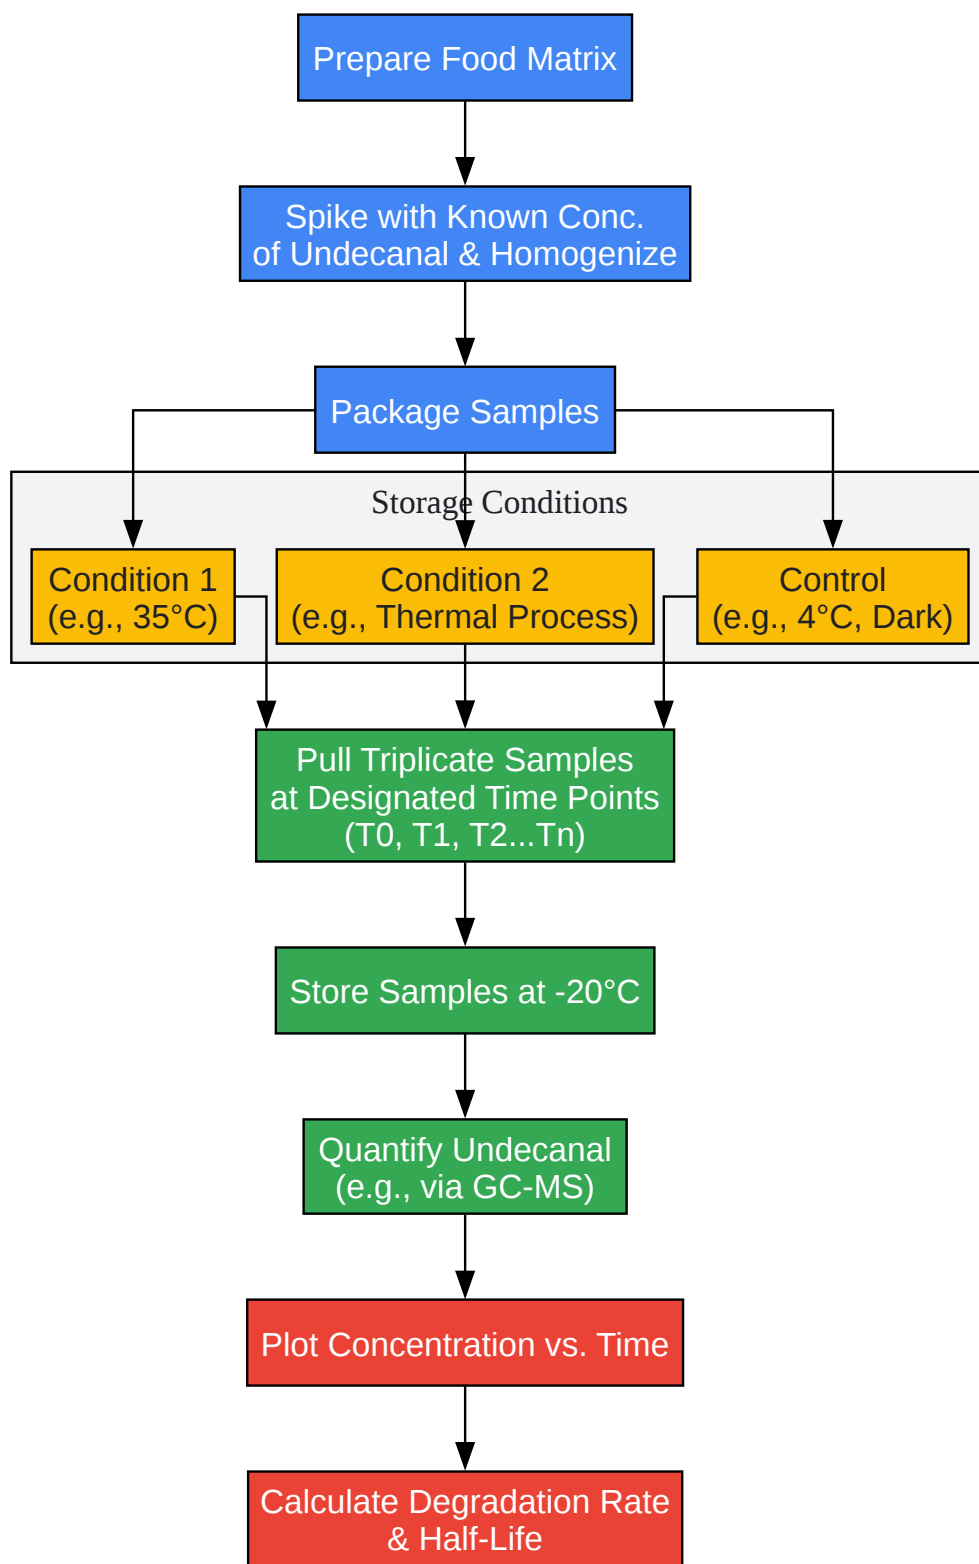 Prepare Food Matrix
Spike with Known Conc.
of Undecanal & Homogenize
Package Samples
Storage Conditions
Condition 1
(e.g., 35°C)
Condition 2
(e.g., Thermal Process)
Control
(e.g., 4°C, Dark)
Pull Triplicate Samples
at Designated Time Points
(T0, T1, T2...Tn)
Store Samples at -20°C
Quantify Undecanal
(e.g., via GC-MS)
Plot Concentration vs. Time
Calculate Degradation Rate
& Half-Life